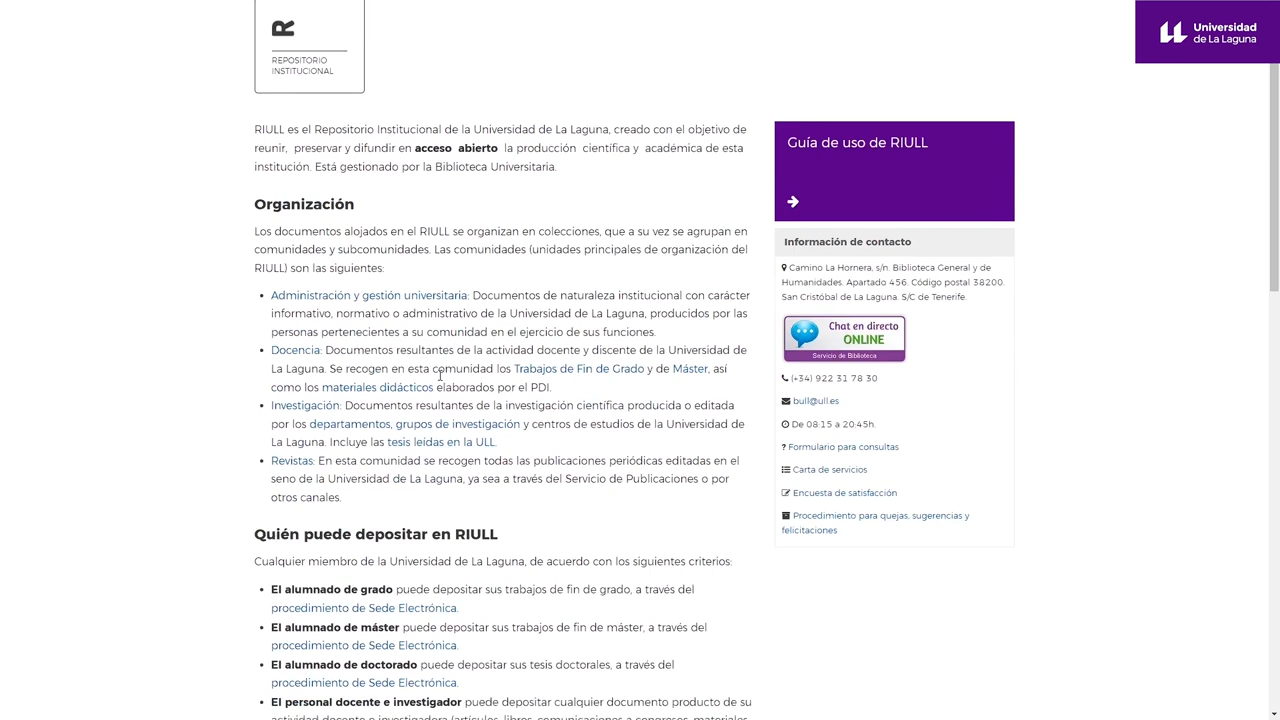 R
REPOSITORIO
INSTITUCIONAL
Universidad
de La Laguna
RIULL es el Repositorio Institucional de la Universidad de La Laguna, creado con el objetivo de
reunir, preservar y difundir en acceso abierto la producción científica y académica de esta
institución. Está gestionado por la Biblioteca Universitaria.
Organización
Los documentos alojados en el RIULL se organizan en colecciones, que a su vez se agrupan en
comunidades y subcomunidades. Las comunidades (unidades principales de organización del
RIULL) son las siguientes:
• Administración y gestión universitaria: Documentos de naturaleza institucional con carácter
informativo, normativo o administrativo de la Universidad de La Laguna, producidos por las
personas pertenecientes a su comunidad en el ejercicio de sus funciones.
• Docencia: Documentos resultantes de la actividad docente y discente de la Universidad de
La Laguna. Se recogen en esta comunidad los Trabajos de Fin de Grado y de Máster, así
como los materiales didácticos elaborados por el PDI.
• Investigación: Documentos resultantes de la investigación científica producida o editada
por los departamentos, grupos de investigación y centros de estudios de la Universidad de
La Laguna. Incluye las tesis leídas en la ULL.
• Revistas: En esta comunidad se recogen todas las publicaciones periódicas editadas en el
seno de la Universidad de La Laguna, ya sea a través del Servicio de Publicaciones o por
otros canales.
Quién puede depositar en RIULL
Cualquier miembro de la Universidad de La Laguna, de acuerdo con los siguientes criterios:
• El alumnado de grado puede depositar sus trabajos de fin de grado, a través del
procedimiento de Sede Electrónica.
• El alumnado de máster puede depositar sus trabajos de fin de máster, a través del
procedimiento de Sede Electrónica.
• El alumnado de doctorado puede depositar sus tesis doctorales, a través del
procedimiento de Sede Electrónica.
• El personal docente e investigador puede depositar cualquier documento producto de su
actividad docente o investigadora (artículos, libros, comunicaciones a congresos, materiales
Guía de uso de RIULL
Información de contacto
Camino La Hornera, s/n. Biblioteca General y de
Humanidades. Apartado 456. Código postal 38200.
San Cristóbal de La Laguna. S/C de Tenerife.
Chat en directo
ONLINE
Servicio de Biblioteca
(+34) 922 31 78 30
bull@ull.es
De 08:15 a 20:45h.
? Formulario para consultas
Carta de servicios
Encuesta de satisfacción
Procedimiento para quejas, sugerencias y
felicitaciones